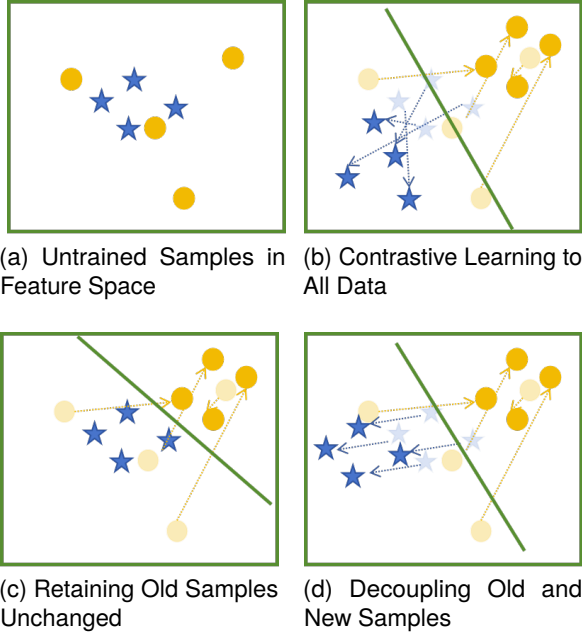 (a) Untrained Samples in
Feature Space
(b) Contrastive Learning to
All Data
(c) Retaining Old Samples
Unchanged
(d) Decoupling Old and
New Samples